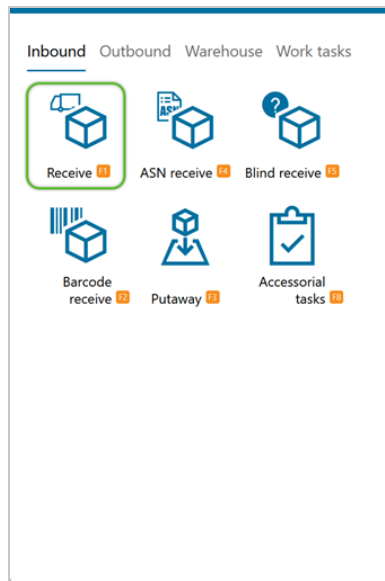 Inbound Outbound Warehouse Work tasks
ASN
?
Receive F1 ASN receive F4 Blind receive F5
Barcode receive F2 Putaway F3 Accessorial tasks F8